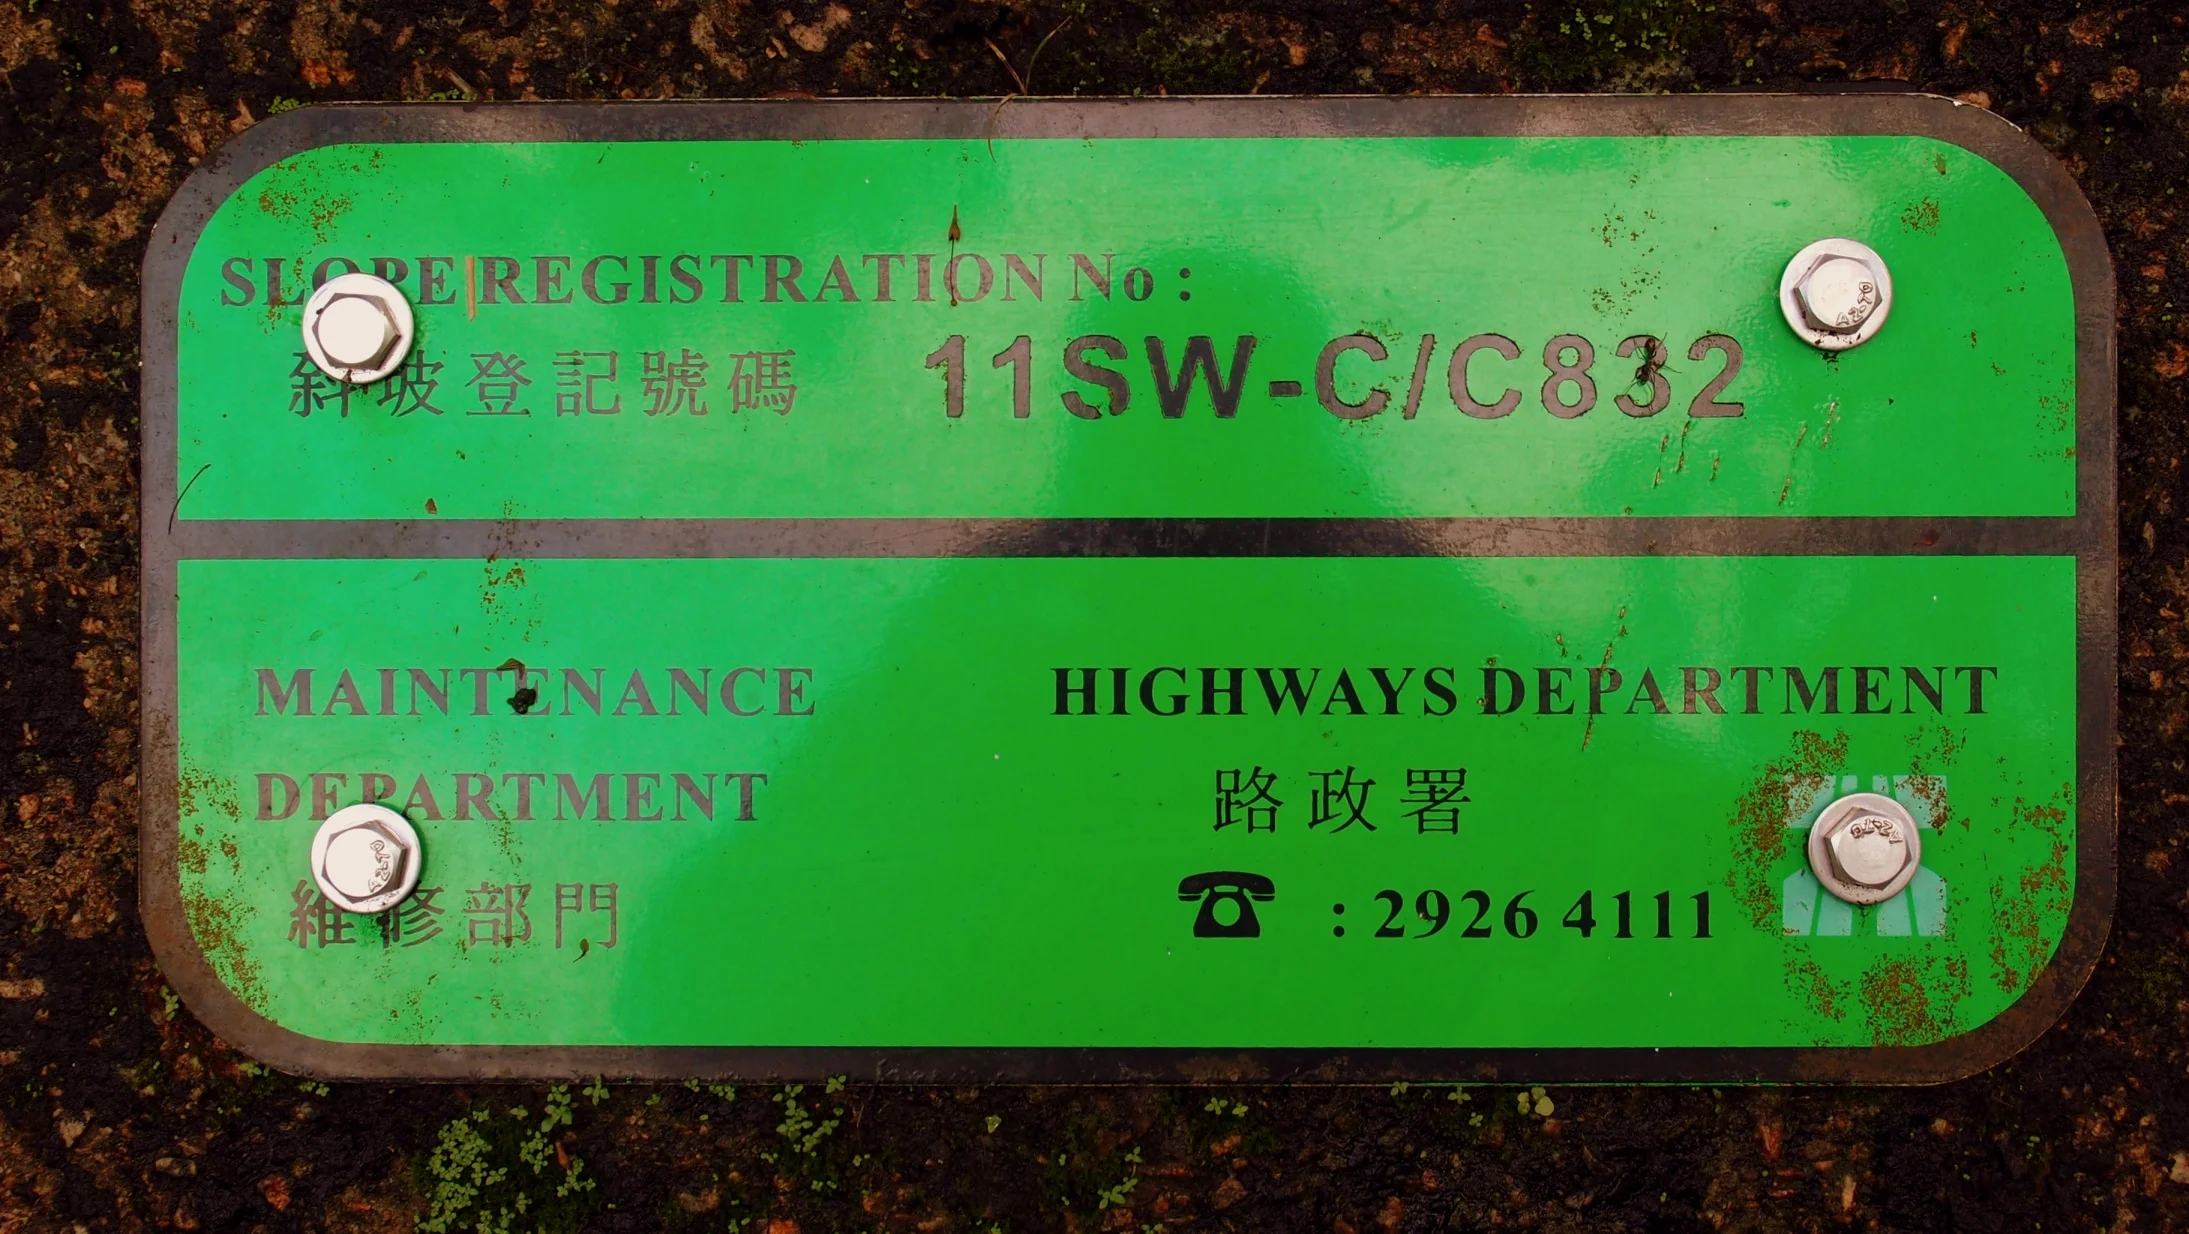 SLOPE REGISTRATION No :
斜坡登記號碼
11SW-C/C832
MAINTENANCE
DEPARTMENT
維修部門
HIGHWAYS DEPARTMENT
路政署
☎ : 2926 4111